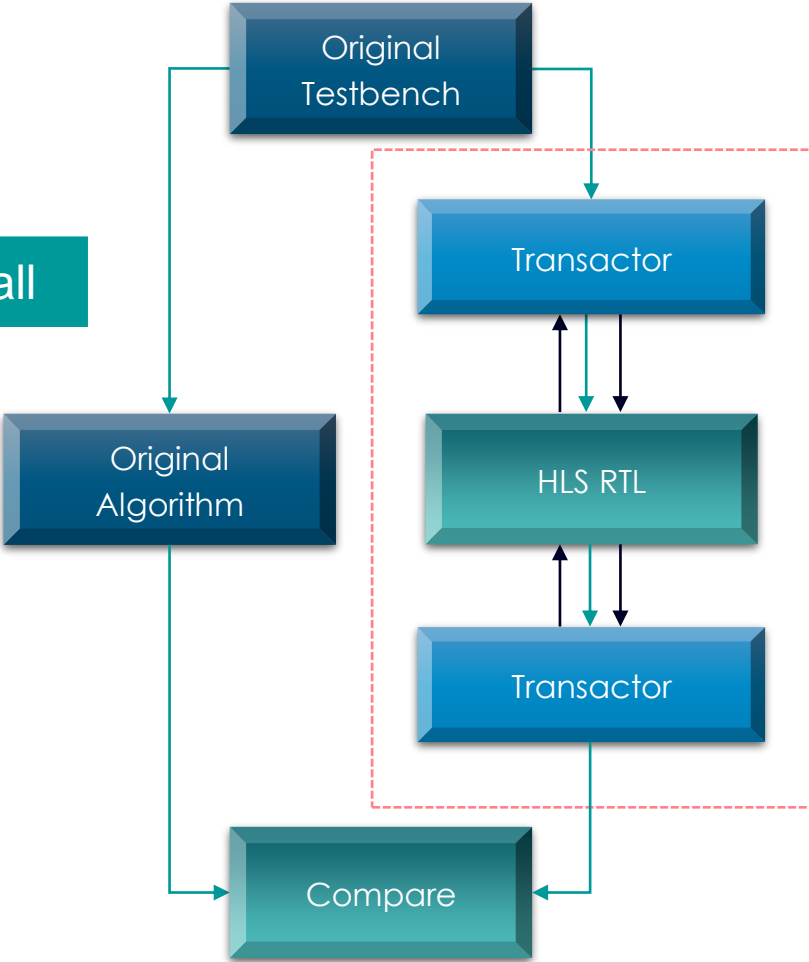 Original
Testbench
Transactor
all
Original
Algorithm
HLS RTL
Transactor
Compare